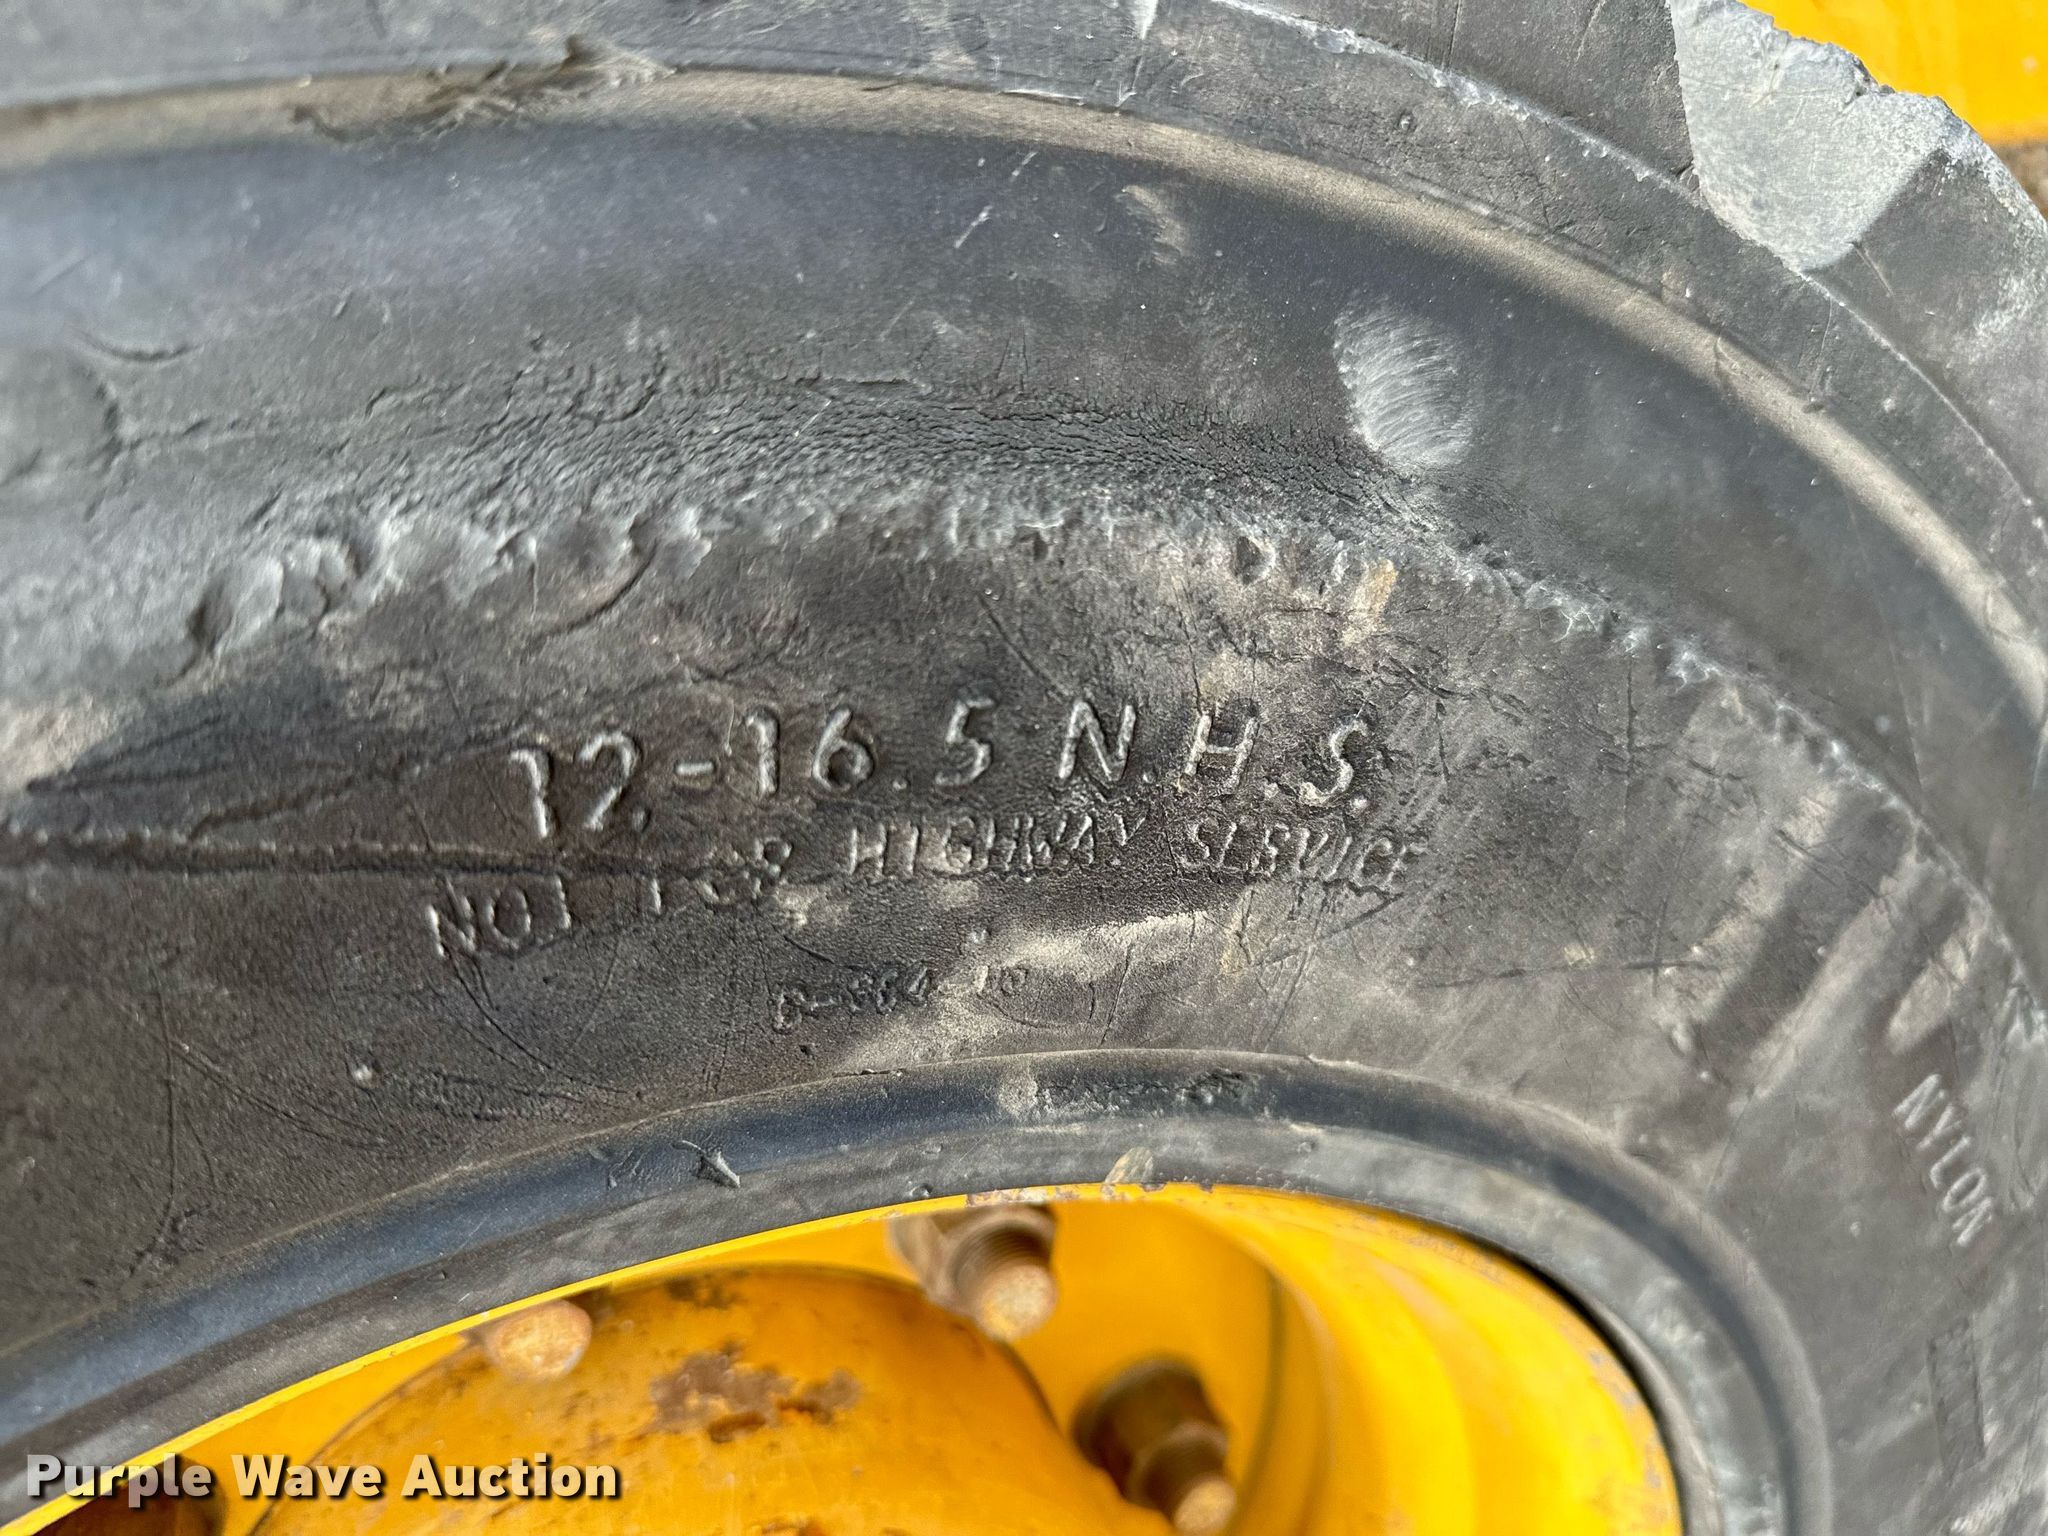 12.-16.5 N.H.S.
NOT FOR HIGHWAY SERVICE
NYLON
Purple Wave Auction